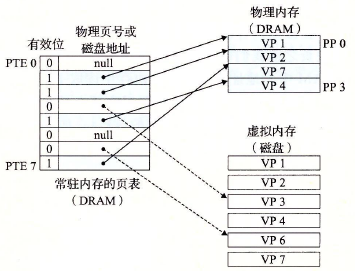 有效位
物理页号或
磁盘地址
PTE 0
0
null
1
1
0
1
0
null
0
PTE 7
1
常驻内存的页表
(DRAM)
物理内存
(DRAM)
VP 1
PP 0
VP 2
VP 7
VP 4
PP 3
虚拟内存
(磁盘)
VP 1
VP 2
VP 3
VP 4
VP 6
VP 7